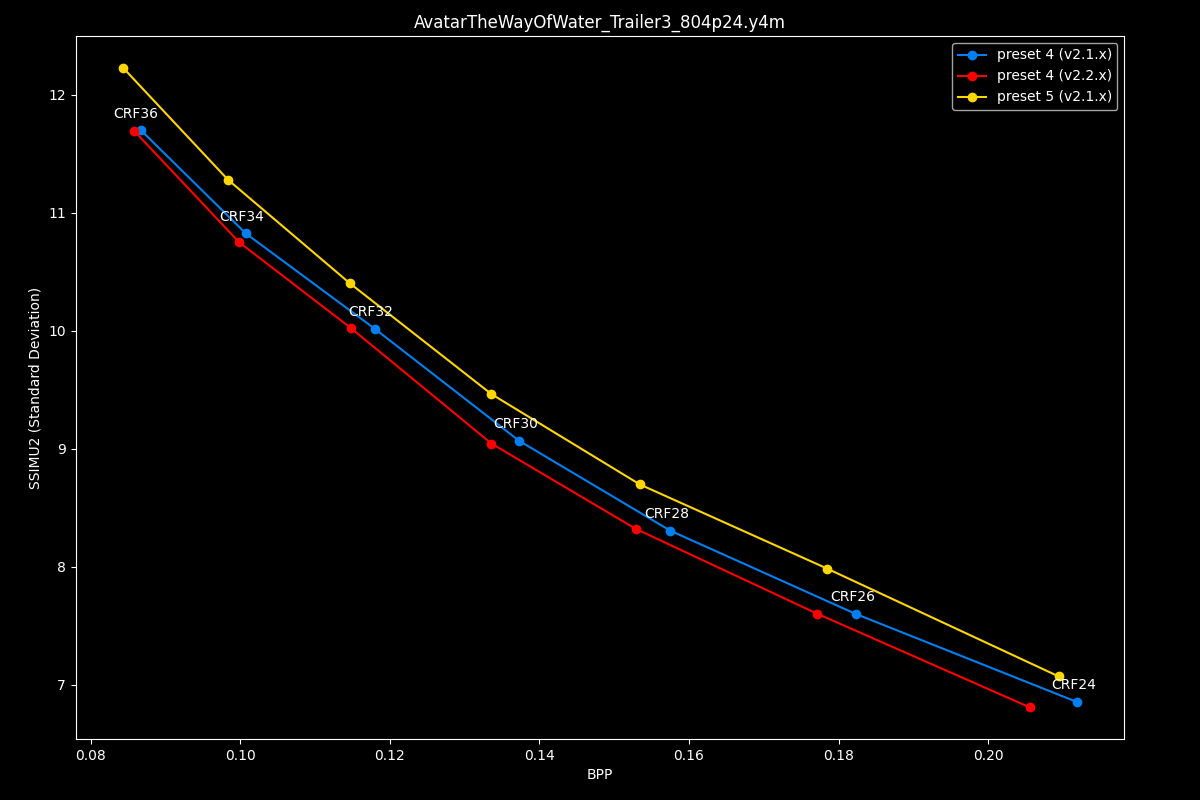 AvatarTheWayOfWater_Trailer3_804p24.y4m
preset 4 (v2.1.x)
preset 4 (v2.2.x)
preset 5 (v2.1.x)
12
11
10
9
8
7
SSIMU2 (Standard Deviation)
CRF36
CRF34
CRF32
CRF30
CRF28
CRF26
CRF24
0.08
0.10
0.12
0.14
0.16
0.18
0.20
BPP